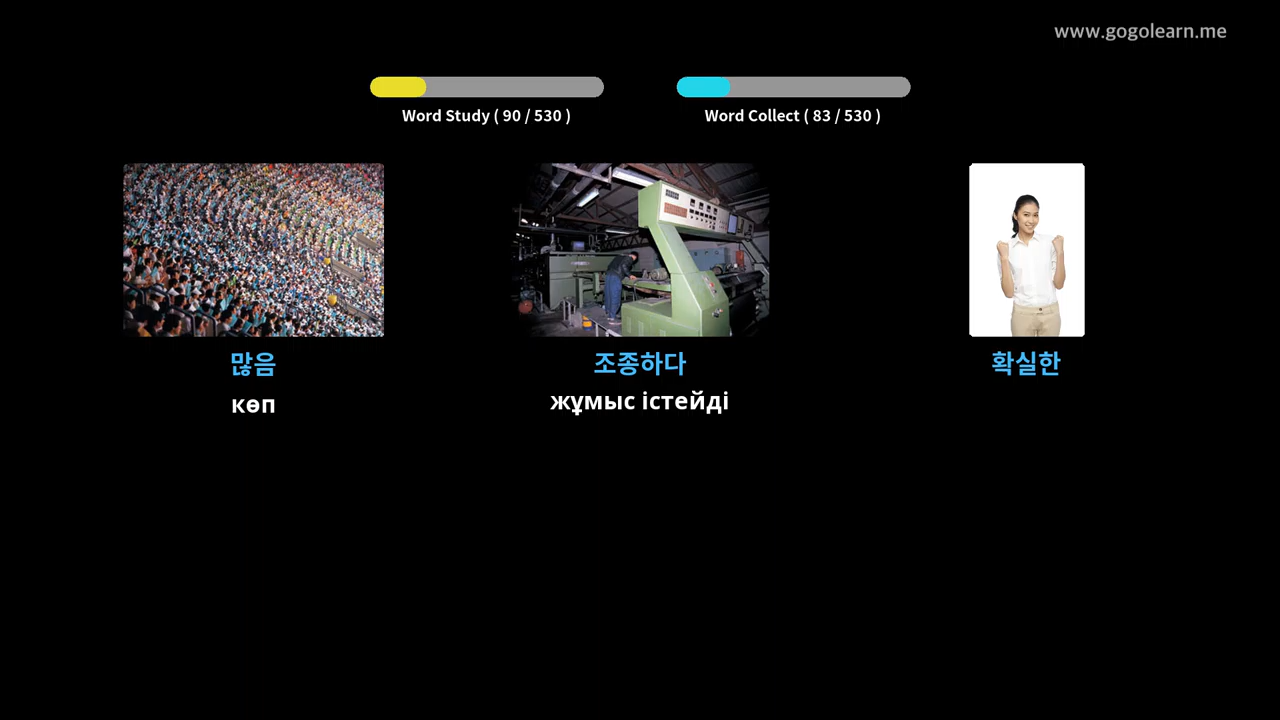 www.gogolearn.me
Word Study ( 90 / 530 )
Word Collect ( 83 / 530 )
많음
조종하다
확실한
көп
жұмыс істейді